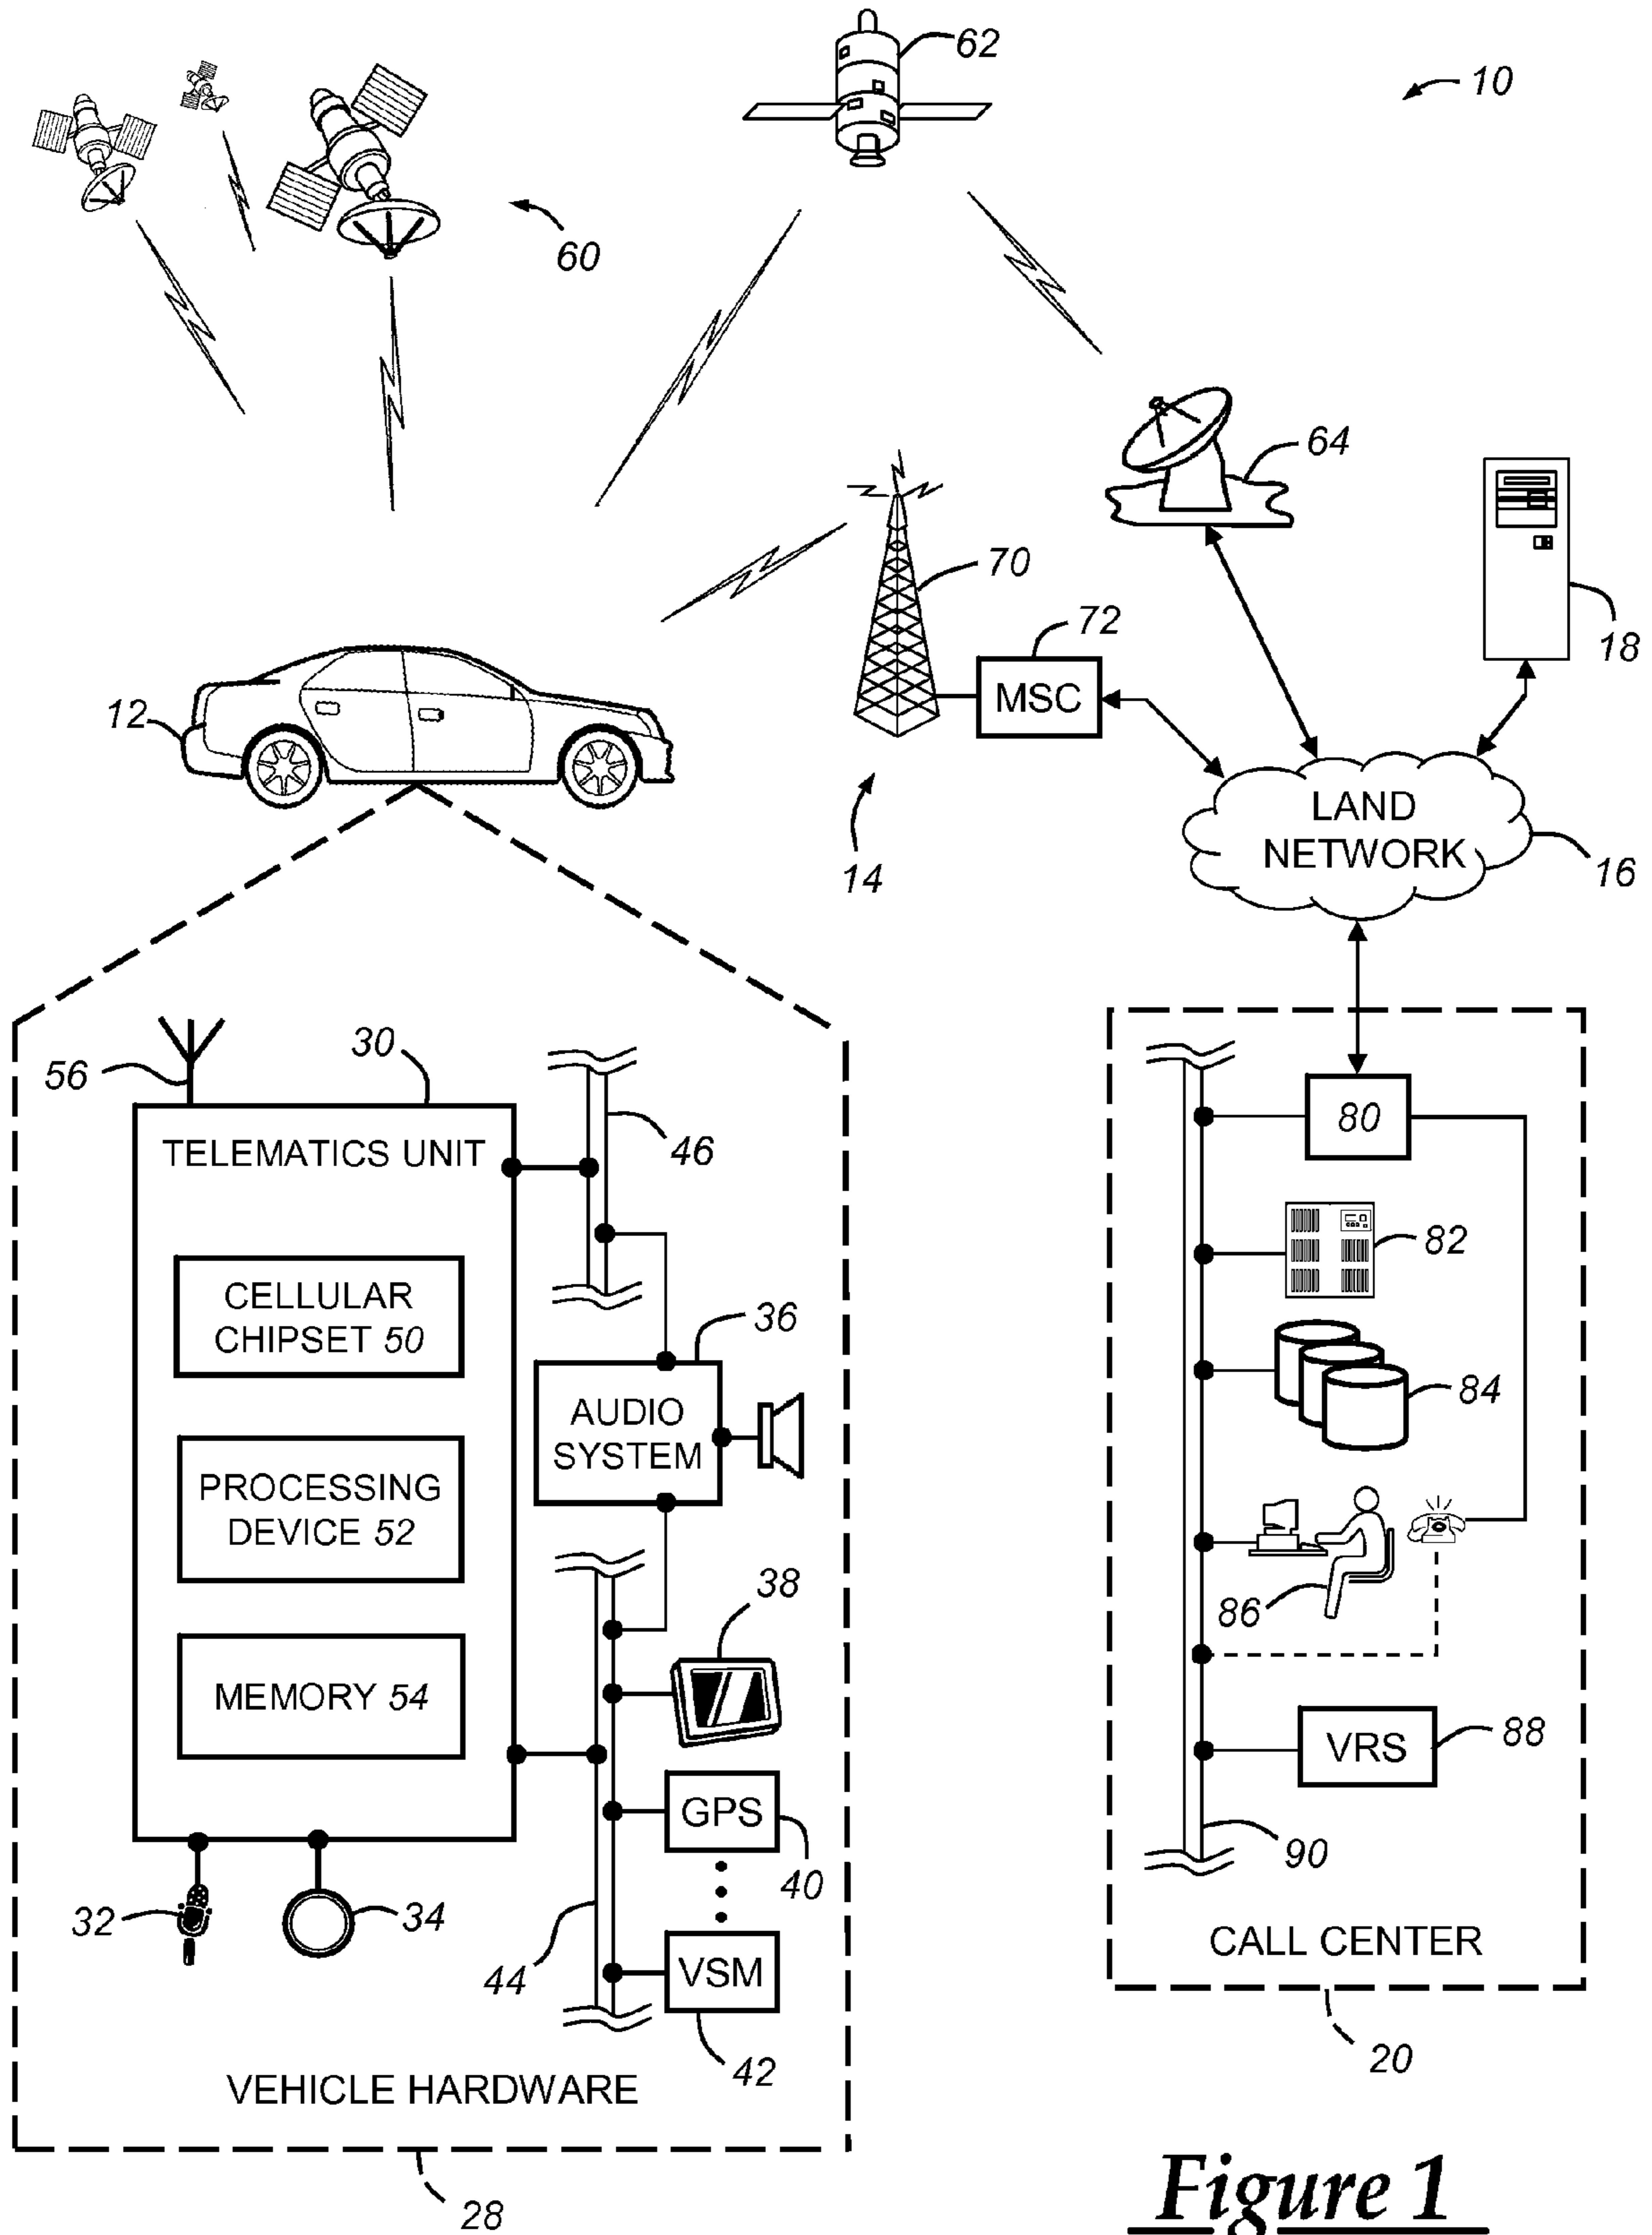 62
10
60
64
70
18
72
MSC
12
LAND
NETWORK
14
16
56
30
TELEMATICS UNIT
46
CELLULAR
CHIPSET 50
36
AUDIO
SYSTEM
PROCESSING
DEVICE 52
38
MEMORY 54
GPS
40
32
34
44
VSM
42
VEHICLE HARDWARE
28
80
82
84
86
VRS
88
90
CALL CENTER
20
Figure 1